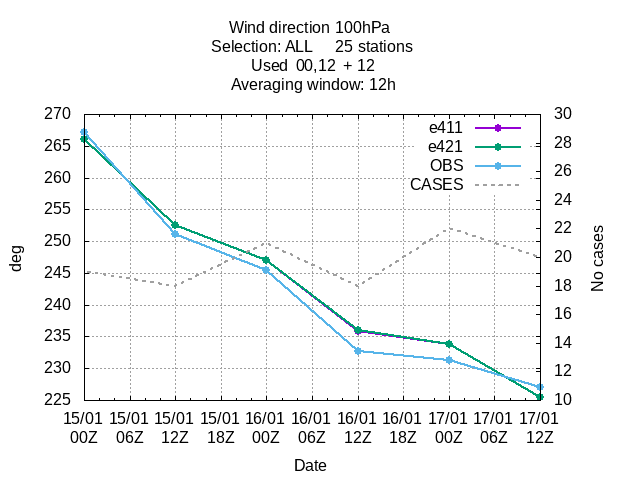 Wind direction 100hPa
Selection: ALL 25 stations
Used 00,12 + 12
Averaging window: 12h
270 30
265 28
260 26
255 24
250 22
245 20
240 18
235 16
230 14
225 12
10
e411
e421
OBS
CASES
deg
No cases
15/01 15/01 15/01 15/01 16/01 16/01 16/01 16/01 17/01 17/01 17/01
00Z 06Z 12Z 18Z 00Z 06Z 12Z 18Z 00Z 06Z 12Z
Date